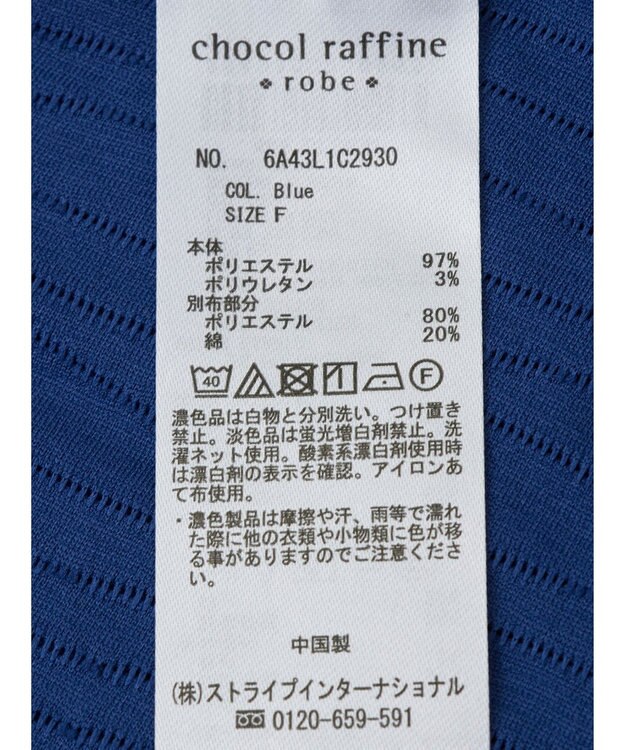 chocol raffine
robe
NO. 6A43L1C2930
COL. Blue
SIZE F
本体
ポリエステル 97%
ポリウレタン 3%
別布部分
ポリエステル 80%
綿 20%
40 F
濃色品は白物と分別洗い。つけ置き
禁止。淡色品は蛍光増白剤禁止。洗
濯ネット使用。酸素系漂白剤使用時
は漂白剤の表示を確認。アイロンあ
て布使用。
・濃色製品は摩擦や汗、雨等で濡れ
た際に他の衣類や小物類に色が移
る事がありますのでご注意くださ
い。
中国製
(株)ストライプインターナショナル
0120-659-591